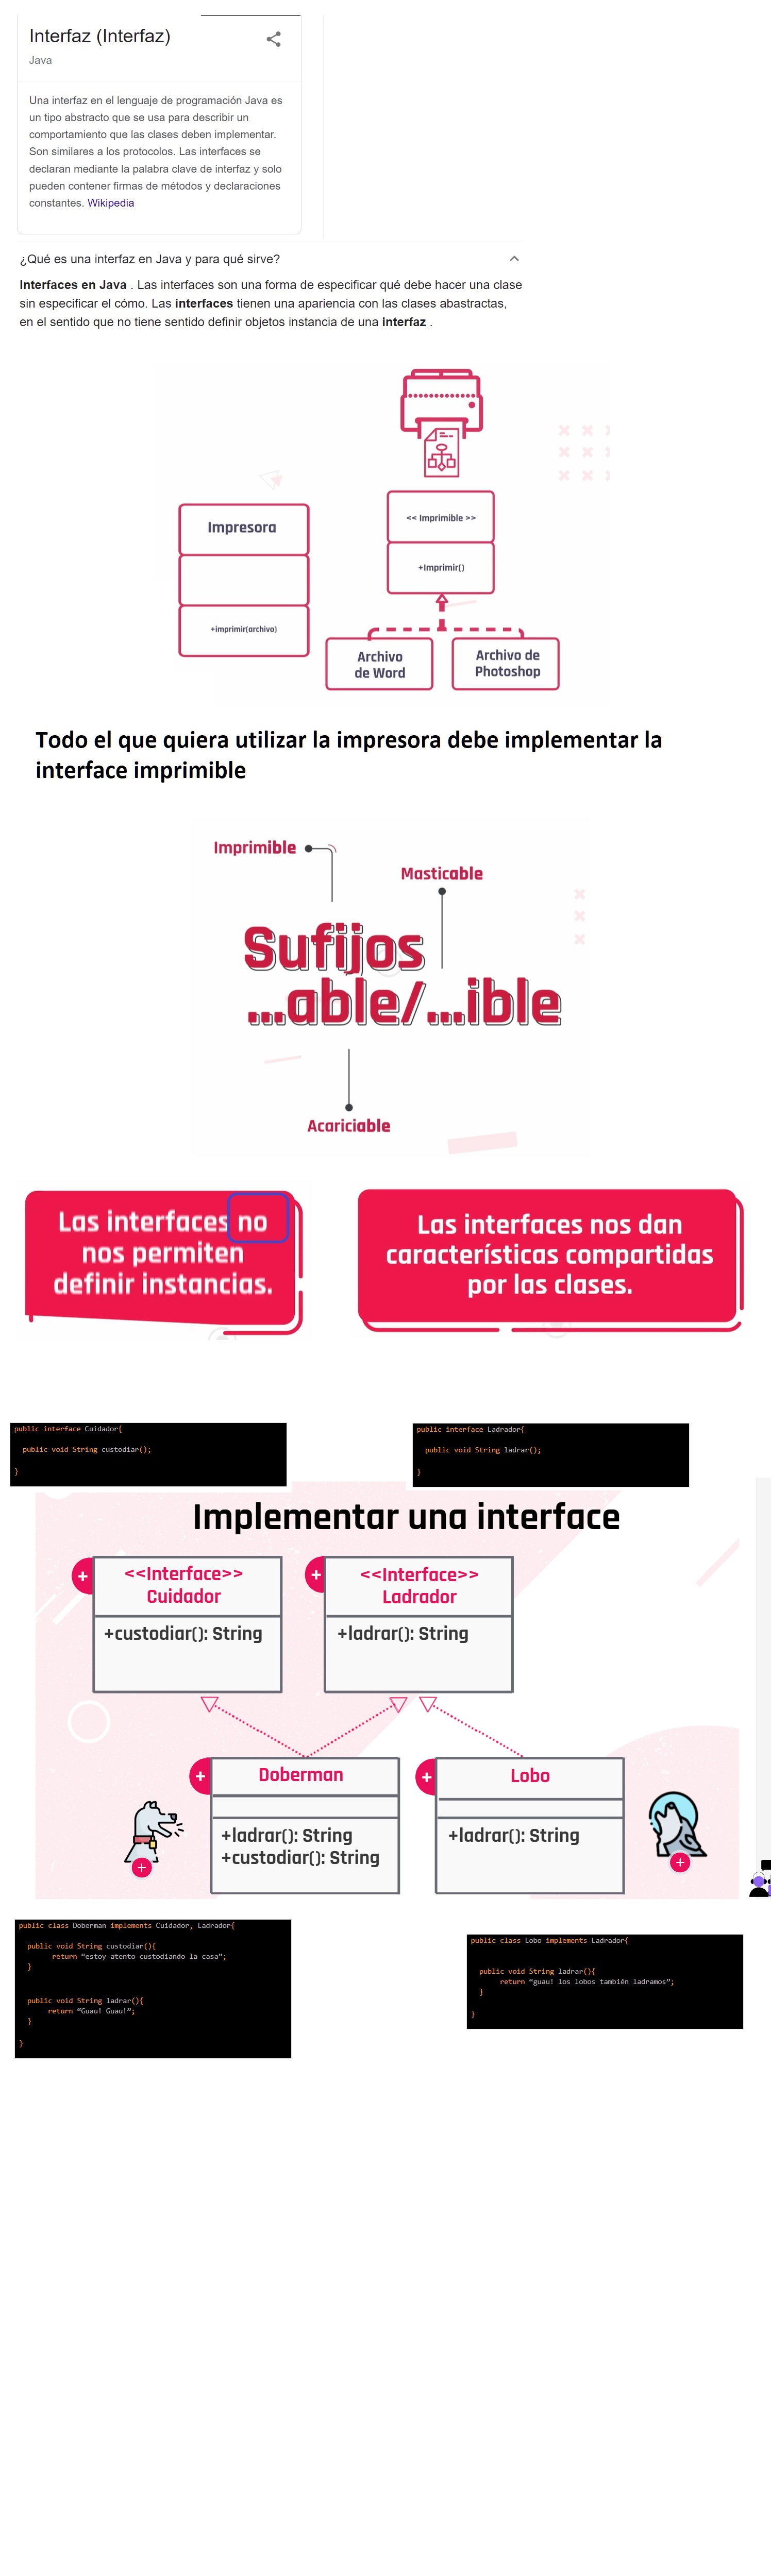 Interfaz (Interfaz)
Java
Una interfaz en el lenguaje de programación Java es
un tipo abstracto que se usa para describir un
comportamiento que las clases deben implementar.
Son similares a los protocolos. Las interfaces se
declaran mediante la palabra clave de interfaz y solo
pueden contener firmas de métodos y declaraciones
constantes. Wikipedia
¿Qué es una interfaz en Java y para qué sirve?
Interfaces en Java . Las interfaces son una forma de especificar qué debe hacer una clase
sin especificar el cómo. Las interfaces tienen una apariencia con las clases abastractas,
en el sentido que no tiene sentido definir objetos instancia de una interfaz .
Impresora
+imprimir(archivo)
<< Imprimible >>
+Imprimir()
Archivo
de Word
Archivo de
Photoshop
Todo el que quiera utilizar la impresora debe implementar la
interface imprimible
Imprimible
Masticable
Sufijos
...able/...ible
Acariciable
Las interfaces no
nos permiten
definir instancias.
Las interfaces nos dan
características compartidas
por las clases.
public interface Cuidador{
public void String custodiar();
}
public interface Ladrador{
public void String ladrar();
}
Implementar una interface
<<Interface>>
Cuidador
+custodiar(): String
<<Interface>>
Ladrador
+ladrar(): String
Doberman
+ladrar(): String
+custodiar(): String
Lobo
+ladrar(): String
public class Doberman implements Cuidador, Ladrador{
public void String custodiar(){
return “estoy atento custodiando la casa”;
}
public void String ladrar(){
return “Guau! Guau!”;
}
}
public class Lobo implements Ladrador{
public void String ladrar(){
return “guau! los lobos también ladramos”;
}
}